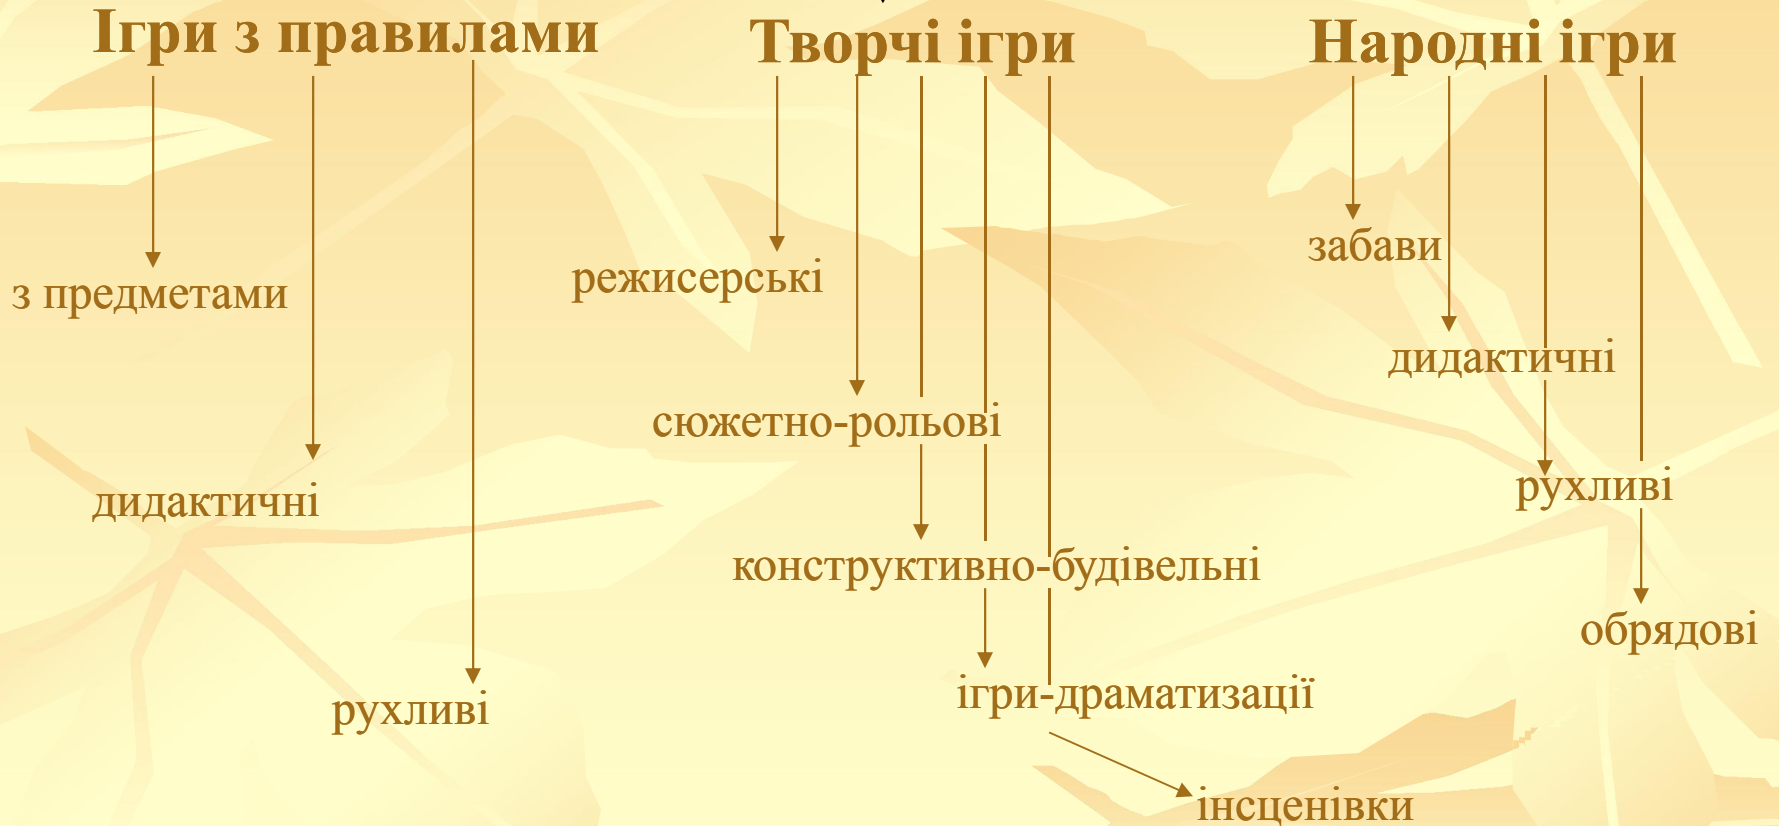 Ігри з правилами
Творчі ігри
Народні ігри
з предметами
дидактичні
рухливі
режисерські
сюжетно-рольові
конструктивно-будівельні
ігри-драматизації
інсценівки
забави
дидактичні
рухливі
обрядові